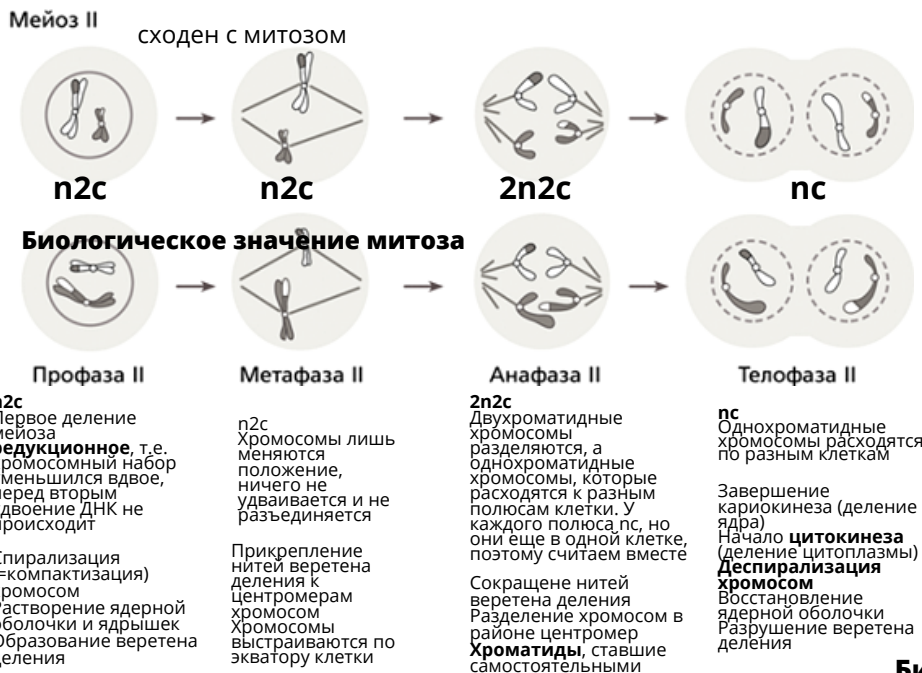 Мейоз II
сходен с митозом
n2c
n2c
2n2c
nc
Биологическое значение митоза
Профаза II
Метафаза II
Анафаза II
Телофаза II
n2c
Первое деление
мейоза
редукционное, т.е.
хромосомный набор
уменьшился вдвое,
перед вторым
удвоение ДНК не
происходит
Спирализация
(=компактизация)
хромосом
Растворение ядерной
оболочки и ядрышек
Образование веретена
деления
n2c
Хромосомы лишь
меняются
положение,
ничего не
удваивается и не
разъединяется
Прикрепление
нитей веретена
деления к
центромерам
хромосом
Хромосомы
выстраиваются по
экватору клетки
2n2c
Двухроматидные
хромосомы
разделяются, а
однохроматидные
хромосомы, которые
расходятся к разным
полюсам клетки. У
каждого полюса nc, но
они еще в одной клетке,
поэтому считаем вместе
Сокращене нитей
веретена деления
Разделение хромосом в
районе центромер
Хроматиды, ставшие
самостоятельными
nc
Однохроматидные
хромосомы расходятся
по разным клеткам
Завершение
кариокинеза (деление
ядра)
Начало цитокинеза
(деление цитоплазмы)
Деспирализация
хромосом
Восстановление
ядерной оболочки
Разрушение веретена
деления